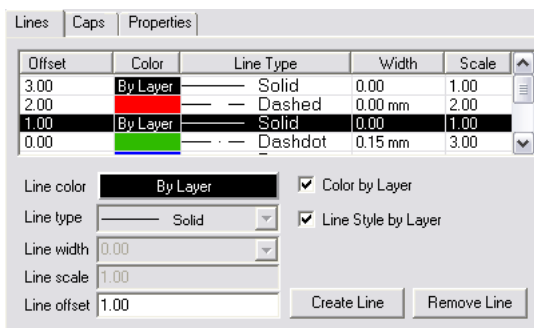 Lines Caps Properties
Offset Color Line Type Width Scale
3.00 By Layer Solid 0.00 1.00
2.00 Dashed 0.00 mm 2.00
1.00 By Layer Solid 0.00 1.00
0.00 Dashdot 0.15 mm 3.00
Line color By Layer Color by Layer
Line type Solid Line Style by Layer
Line width 0.00
Line scale 1.00
Line offset 1.00 Create Line Remove Line